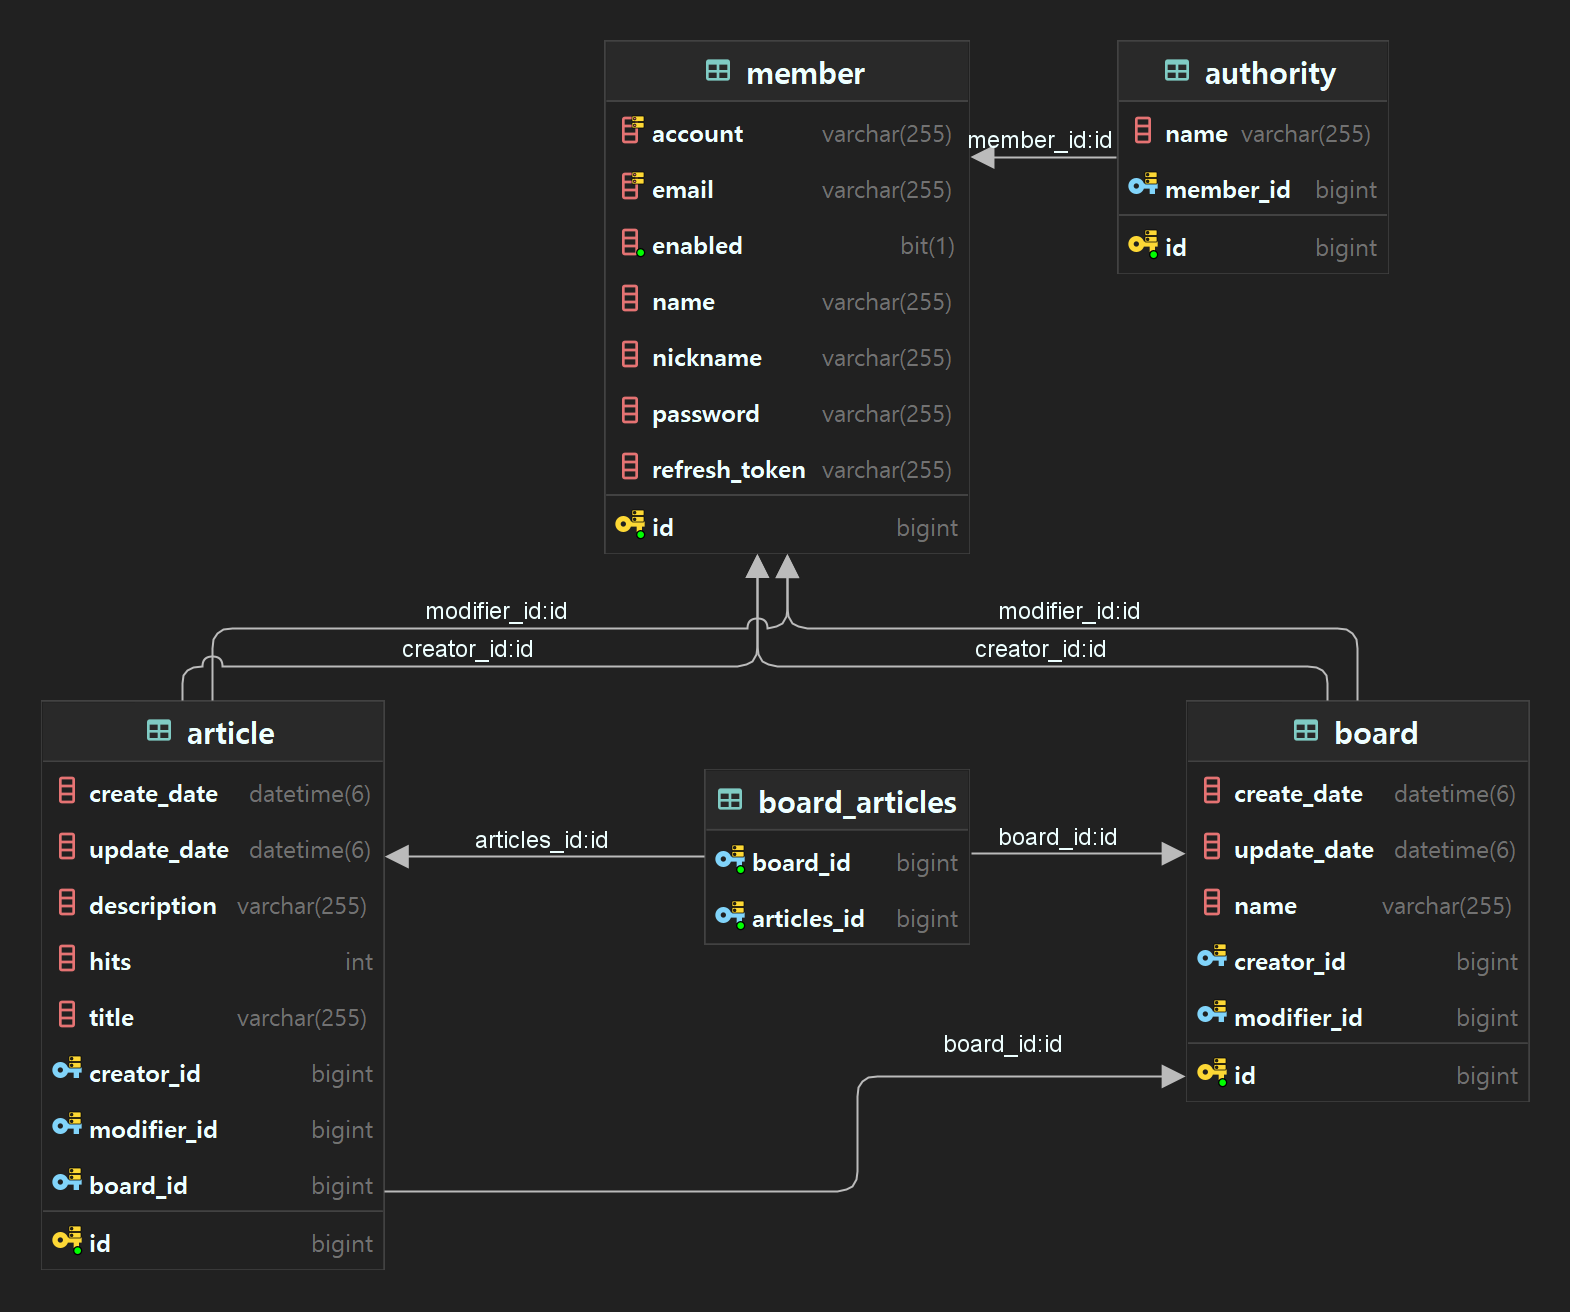 member
account varchar(255)
email varchar(255)
enabled bit(1)
name varchar(255)
nickname varchar(255)
password varchar(255)
refresh_token varchar(255)
id bigint
member_id:id
authority
name varchar(255)
member_id bigint
id bigint
modifier_id:id
modifier_id:id
creator_id:id
creator_id:id
article
create_date datetime(6)
update_date datetime(6)
description varchar(255)
hits int
title varchar(255)
creator_id bigint
modifier_id bigint
board_id bigint
id bigint
articles_id:id
board_articles
board_id bigint
articles_id bigint
board_id:id
board_id:id
board
create_date datetime(6)
update_date datetime(6)
name varchar(255)
creator_id bigint
modifier_id bigint
id bigint